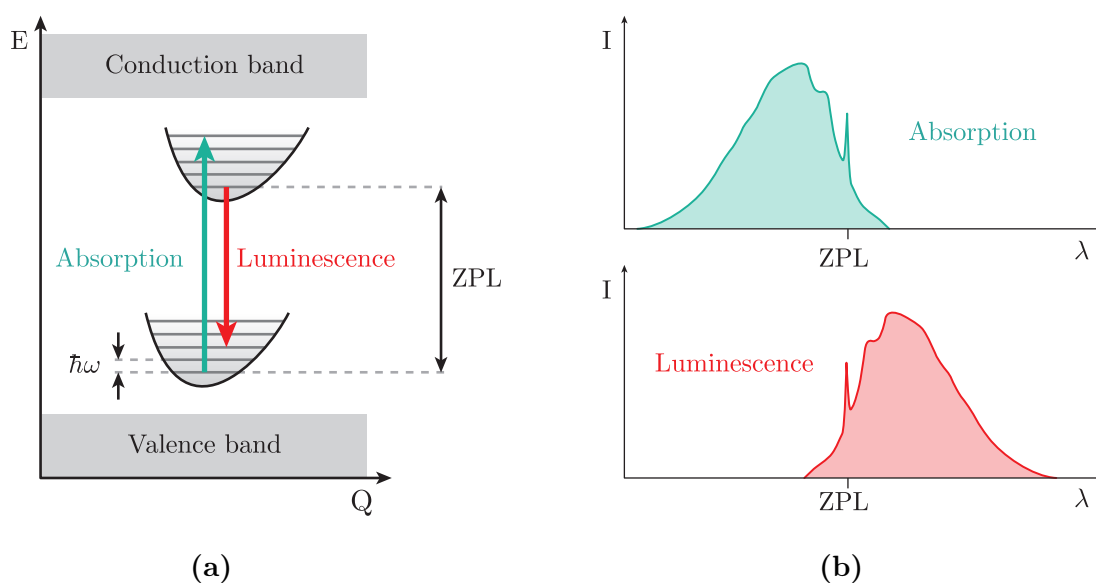 E
Conduction band
Absorption
Luminescence
ZPL
ħω
Valence band
Q
(a)
I
Absorption
ZPL
λ
I
Luminescence
ZPL
λ
(b)